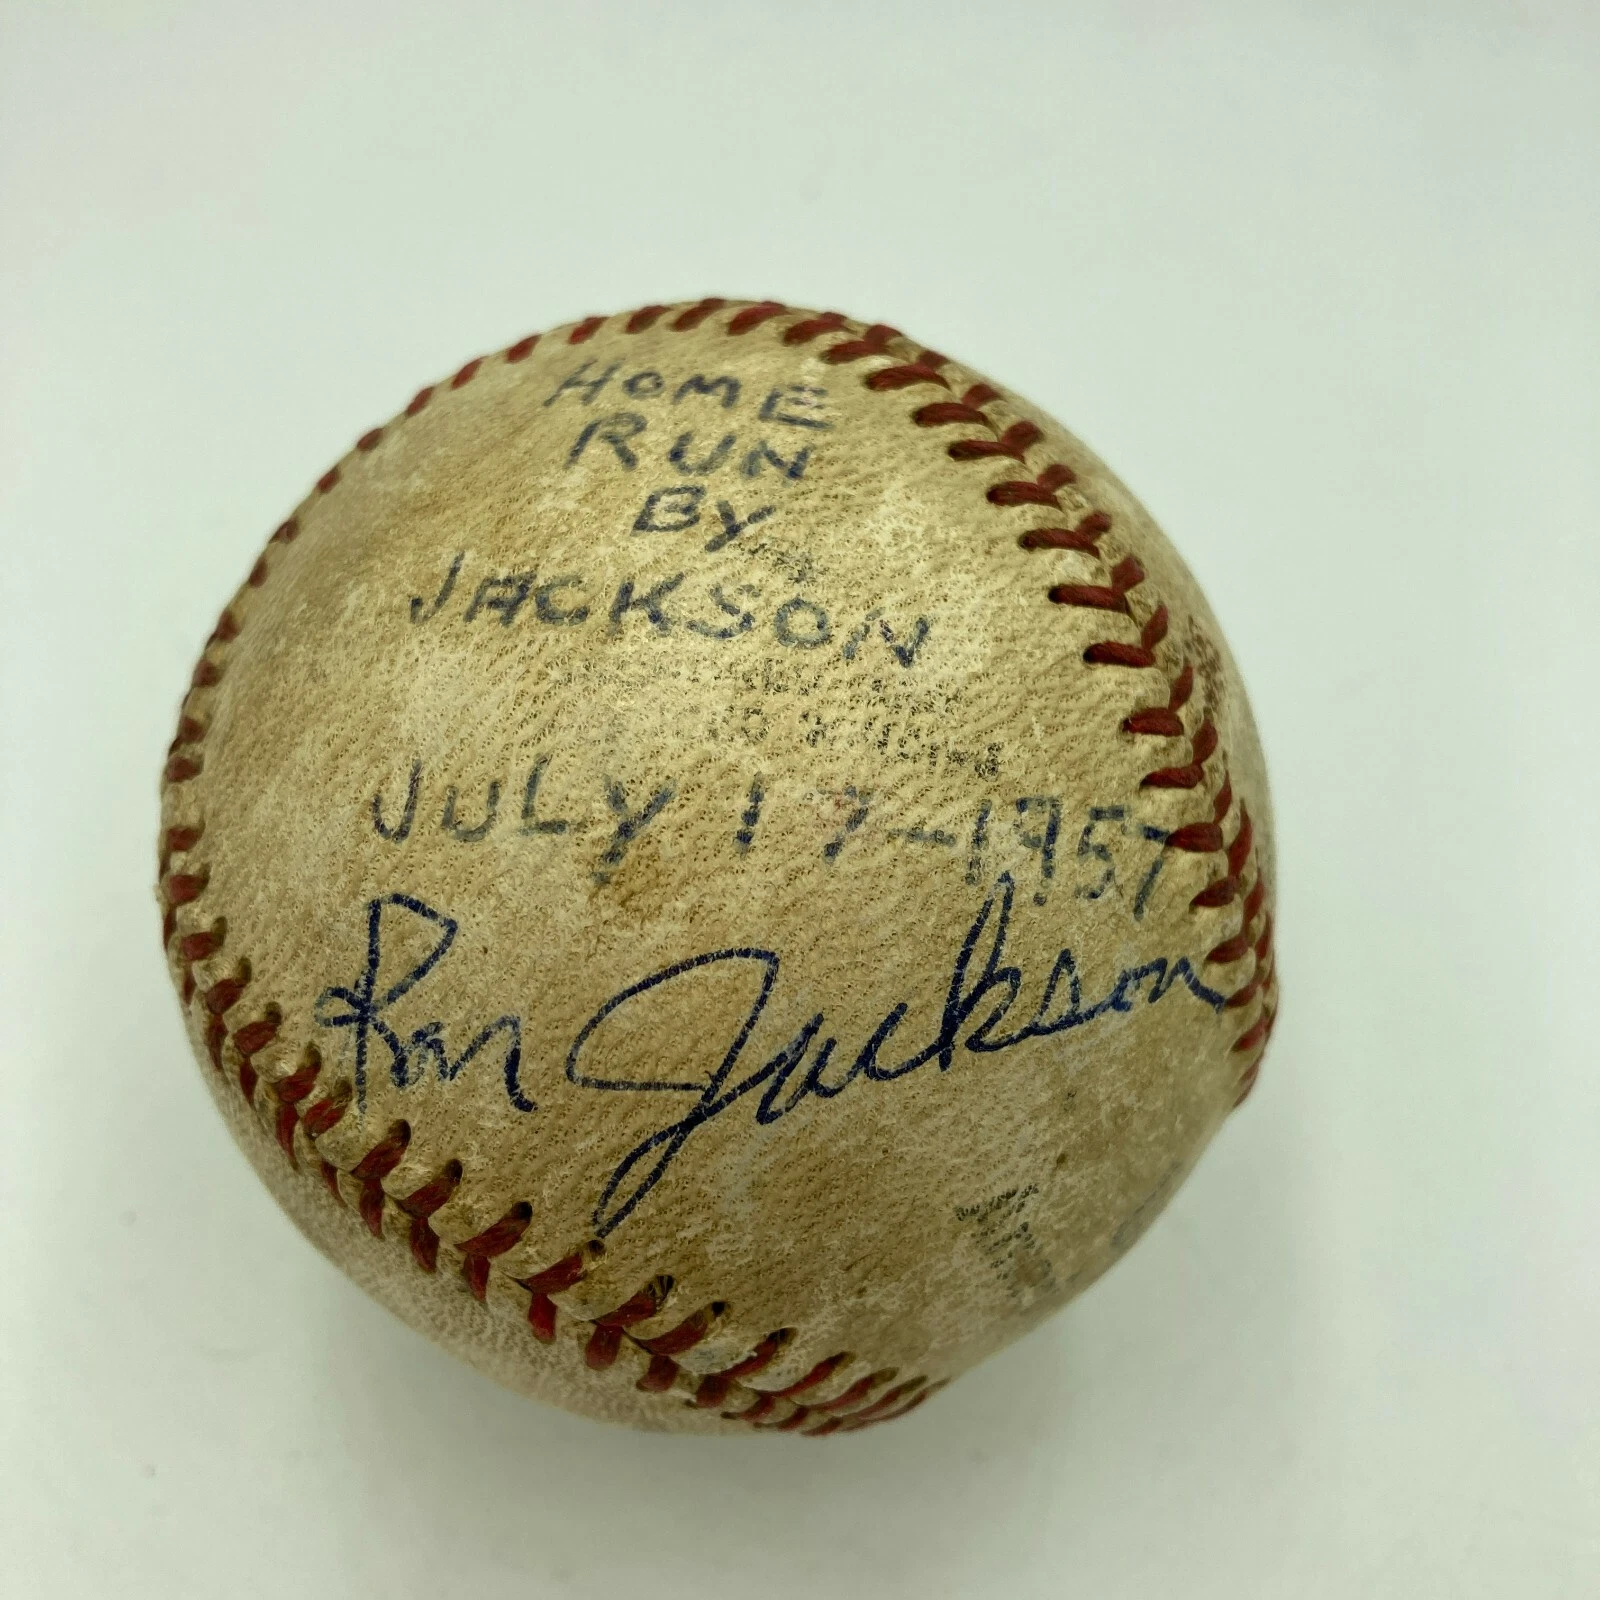 HOME
RUN
By
JACKSON
JULY 17-1957
Ron Jackson